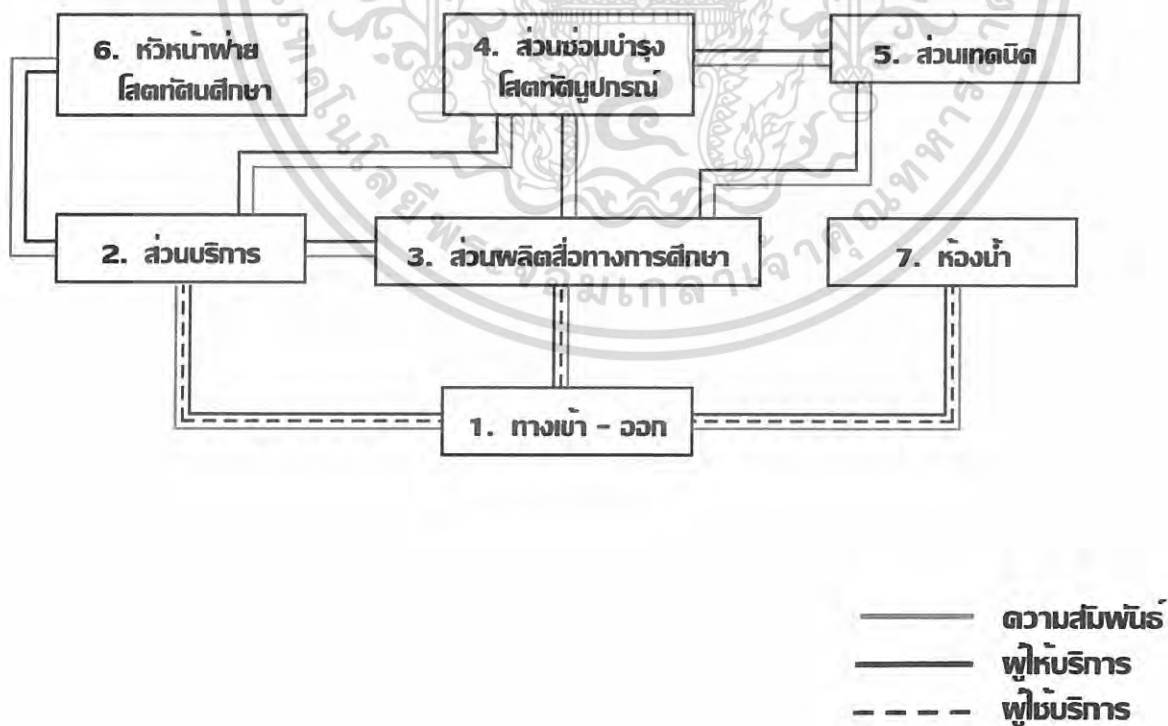 6. หัวหน้าฝ่าย
โสตทัศนศึกษา
4. ส่วนซ่อมบำรุง
โสตทัศนูปกรณ์
5. ส่วนเทคนิค
2. ส่วนบริการ
3. ส่วนผลิตสื่อทางการศึกษา
7. ห้องน้ำ
1. ทางเข้า - ออก
ความสัมพันธ์
ผู้ให้บริการ
ผู้ใช้บริการ